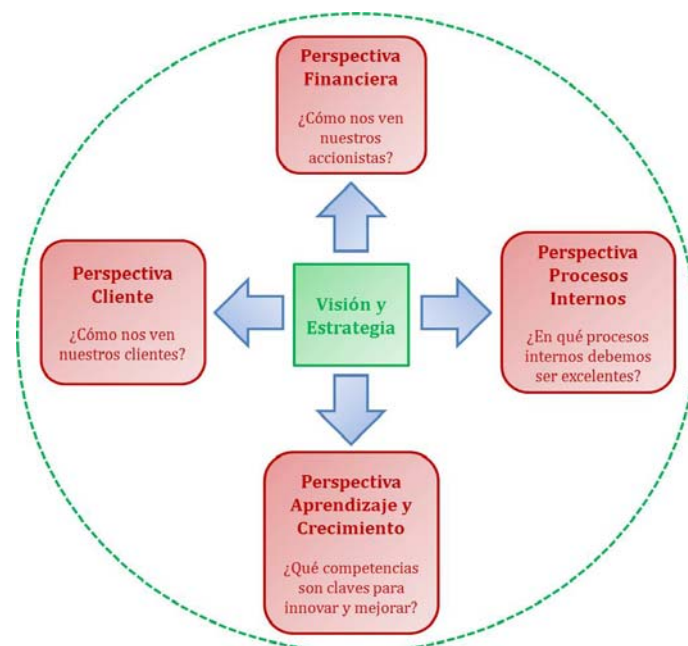 Perspectiva
Financiera
¿Cómo nos ven
nuestros
accionistas?
Perspectiva
Cliente
¿Cómo nos ven
nuestros clientes?
Visión y
Estrategia
Perspectiva
Procesos
Internos
¿En qué procesos
internos debemos
ser excelentes?
Perspectiva
Aprendizaje y
Crecimiento
¿Qué competencias
son claves para
innovar y mejorar?